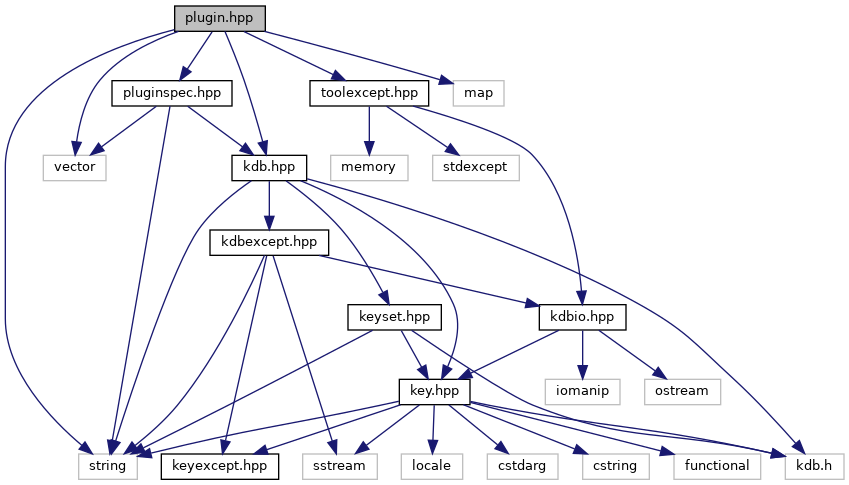 plugin.hpp
pluginspec.hpp
toolexcept.hpp
map
vector
kdb.hpp
memory
stdexcept
kdbexcept.hpp
keyset.hpp
kdbio.hpp
key.hpp
iomanip
ostream
string
keyexcept.hpp
sstream
locale
cstdarg
cstring
functional
kdb.h